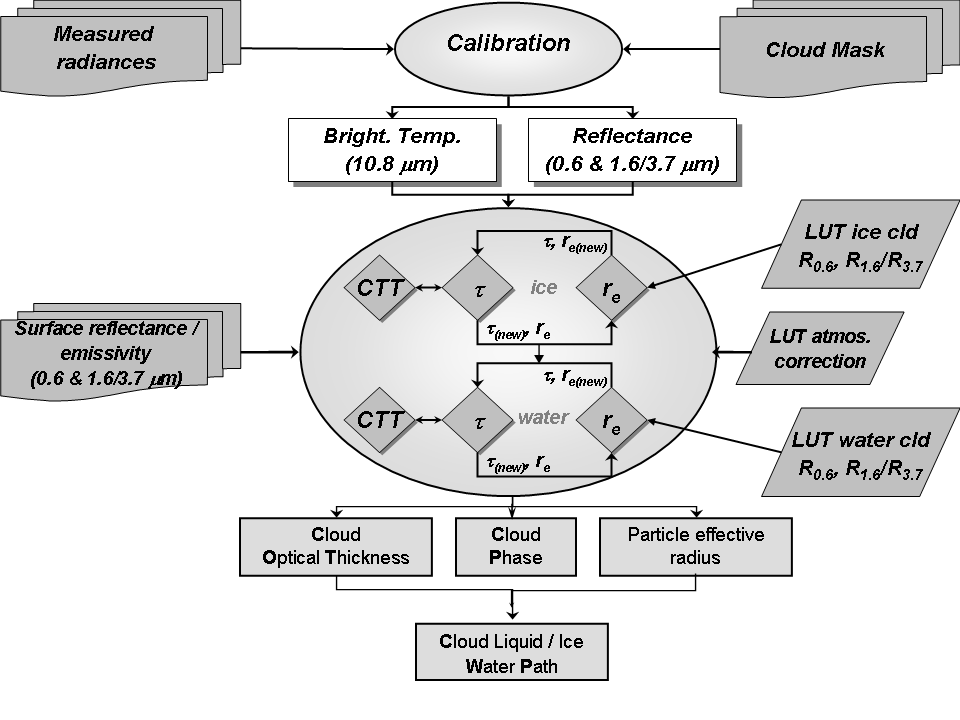 Measured
radiances
Calibration
Cloud Mask
Bright. Temp.
(10.8 μm)
Reflectance
(0.6 & 1.6/3.7 μm)
LUT ice cld
R0.6, R1.6/R3.7
τ, re(new)
CTT
τ
ice
re
τ(new), re
Surface reflectance /
emissivity
(0.6 & 1.6/3.7 μm)
LUT atmos.
correction
τ, re(new)
CTT
τ
water
re
τ(new), re
LUT water cld
R0.6, R1.6/R3.7
Cloud
Optical Thickness
Cloud
Phase
Particle effective
radius
Cloud Liquid / Ice
Water Path